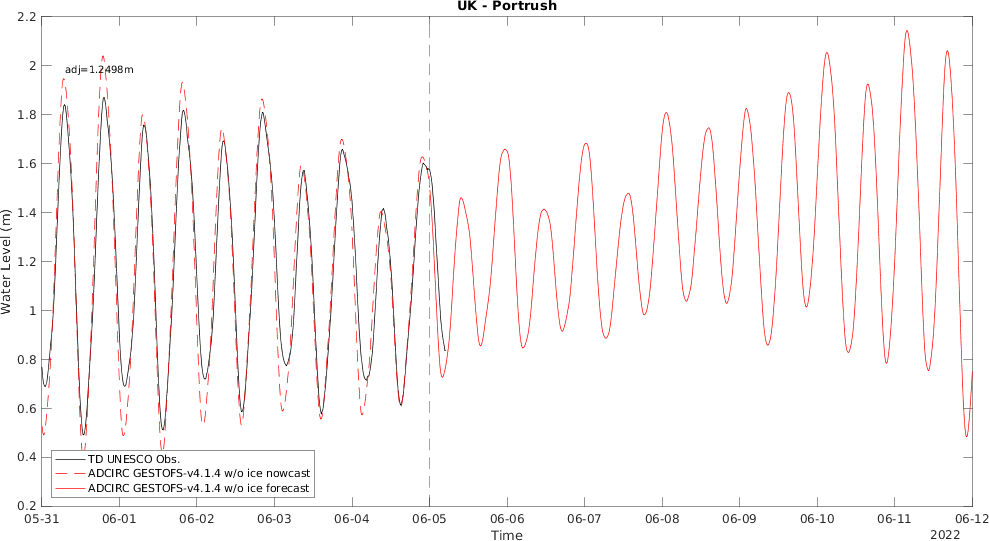 UK - Portrush
2.2
2
1.8
1.6
1.4
1.2
1
0.8
0.6
0.4
0.2
Water Level (m)
adj=1.2498m
TD UNESCO Obs.
ADCIRC GESTOFS-v4.1.4 w/o ice nowcast
ADCIRC GESTOFS-v4.1.4 w/o ice forecast
05-31 06-01 06-02 06-03 06-04 06-05 06-06 06-07 06-08 06-09 06-10 06-11 06-12
Time
2022